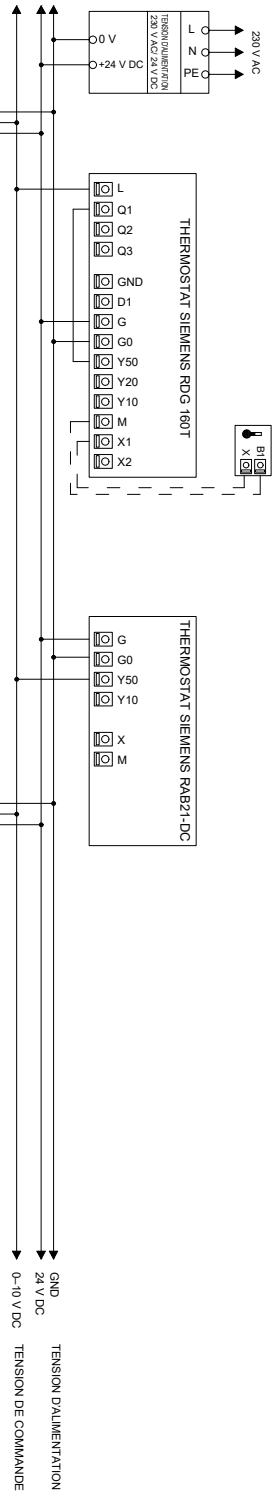 230 V AC
L
N
PE
TENSION D'ALIMENTATION
230 V AC/ 24 V DC
0 V
+24 V DC
THERMOSTAT SIEMENS RDG 160T
L
Q1
Q2
Q3
GND
D1
G
G0
Y50
Y20
Y10
M
X1
X2
B1
X
THERMOSTAT SIEMENS RAB21-DC
G
G0
Y50
Y10
X
M
GND
24 V DC
TENSION D'ALIMENTATION
0–10 V DC TENSION DE COMMANDE